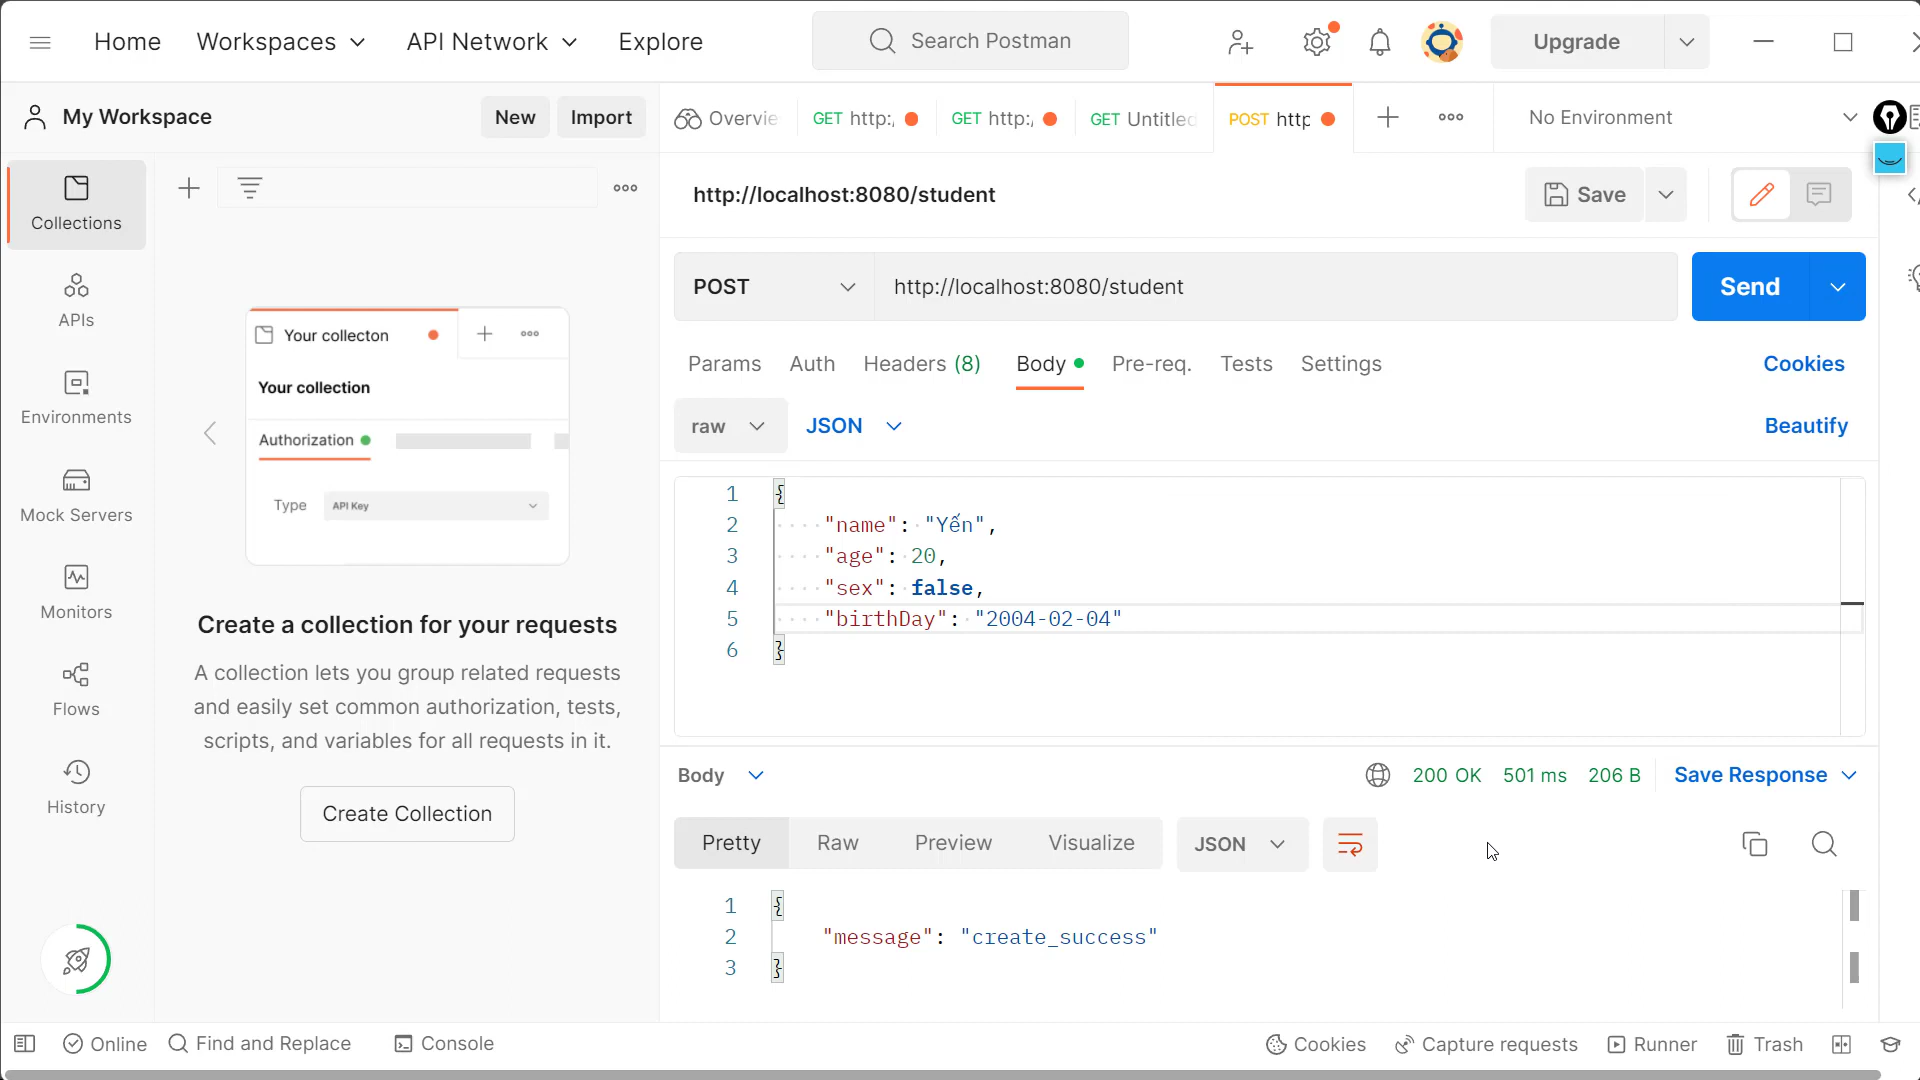 Home Workspaces API Network Explore Search Postman Upgrade
My Workspace New Import Overvie GET http:/ GET http:/ GET Untitled POST http No Environment
Collections
APIs
Environments
Mock Servers
Monitors
Flows
History
Your collecton
Your collection
Authorization
Type API Key
Create a collection for your requests
A collection lets you group related requests
and easily set common authorization, tests,
scripts, and variables for all requests in it.
Create Collection
http://localhost:8080/student Save
POST http://localhost:8080/student Send
Params Auth Headers (8) Body Pre-req. Tests Settings Cookies
raw JSON Beautify
1 {
2 "name": "Yến",
3 "age": 20,
4 "sex": false,
5 "birthDay": "2004-02-04"
6 }
Body 200 OK 501 ms 206 B Save Response
Pretty Raw Preview Visualize JSON
1 {
2 "message": "create_success"
3 }
Online Find and Replace Console Cookies Capture requests Runner Trash